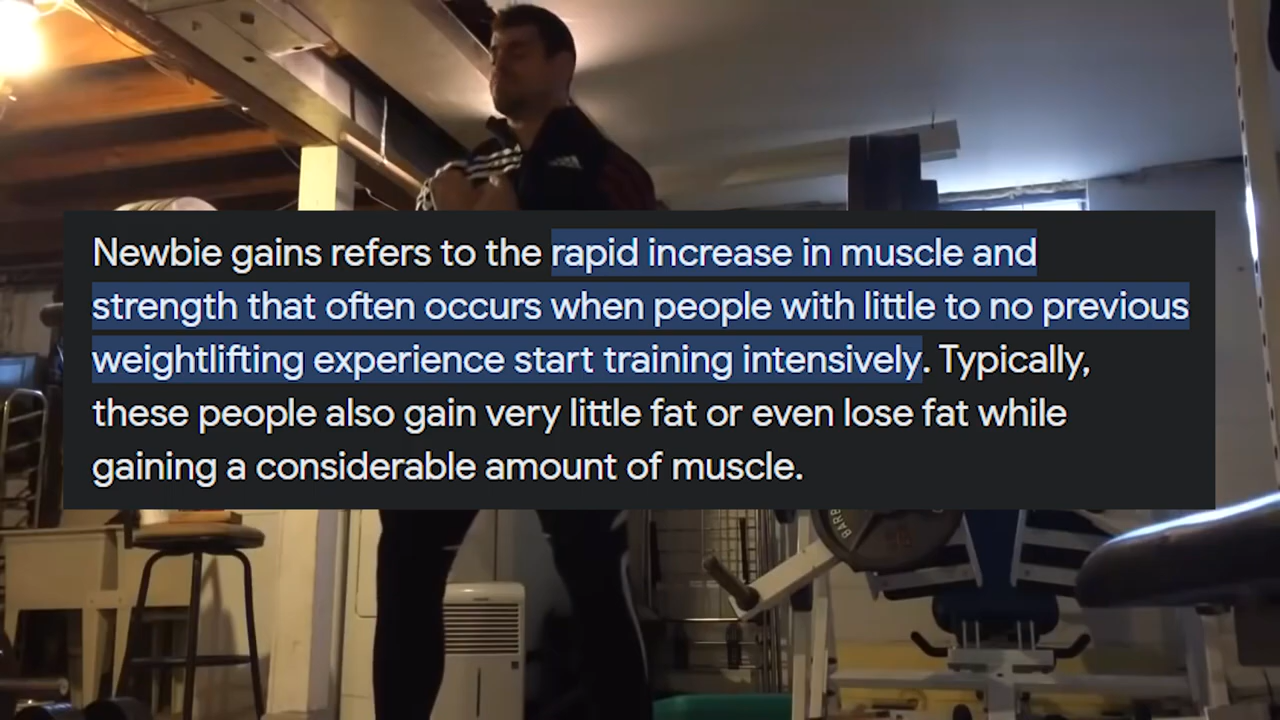 Newbie gains refers to the rapid increase in muscle and
strength that often occurs when people with little to no previous
weightlifting experience start training intensively. Typically,
these people also gain very little fat or even lose fat while
gaining a considerable amount of muscle.
BARB